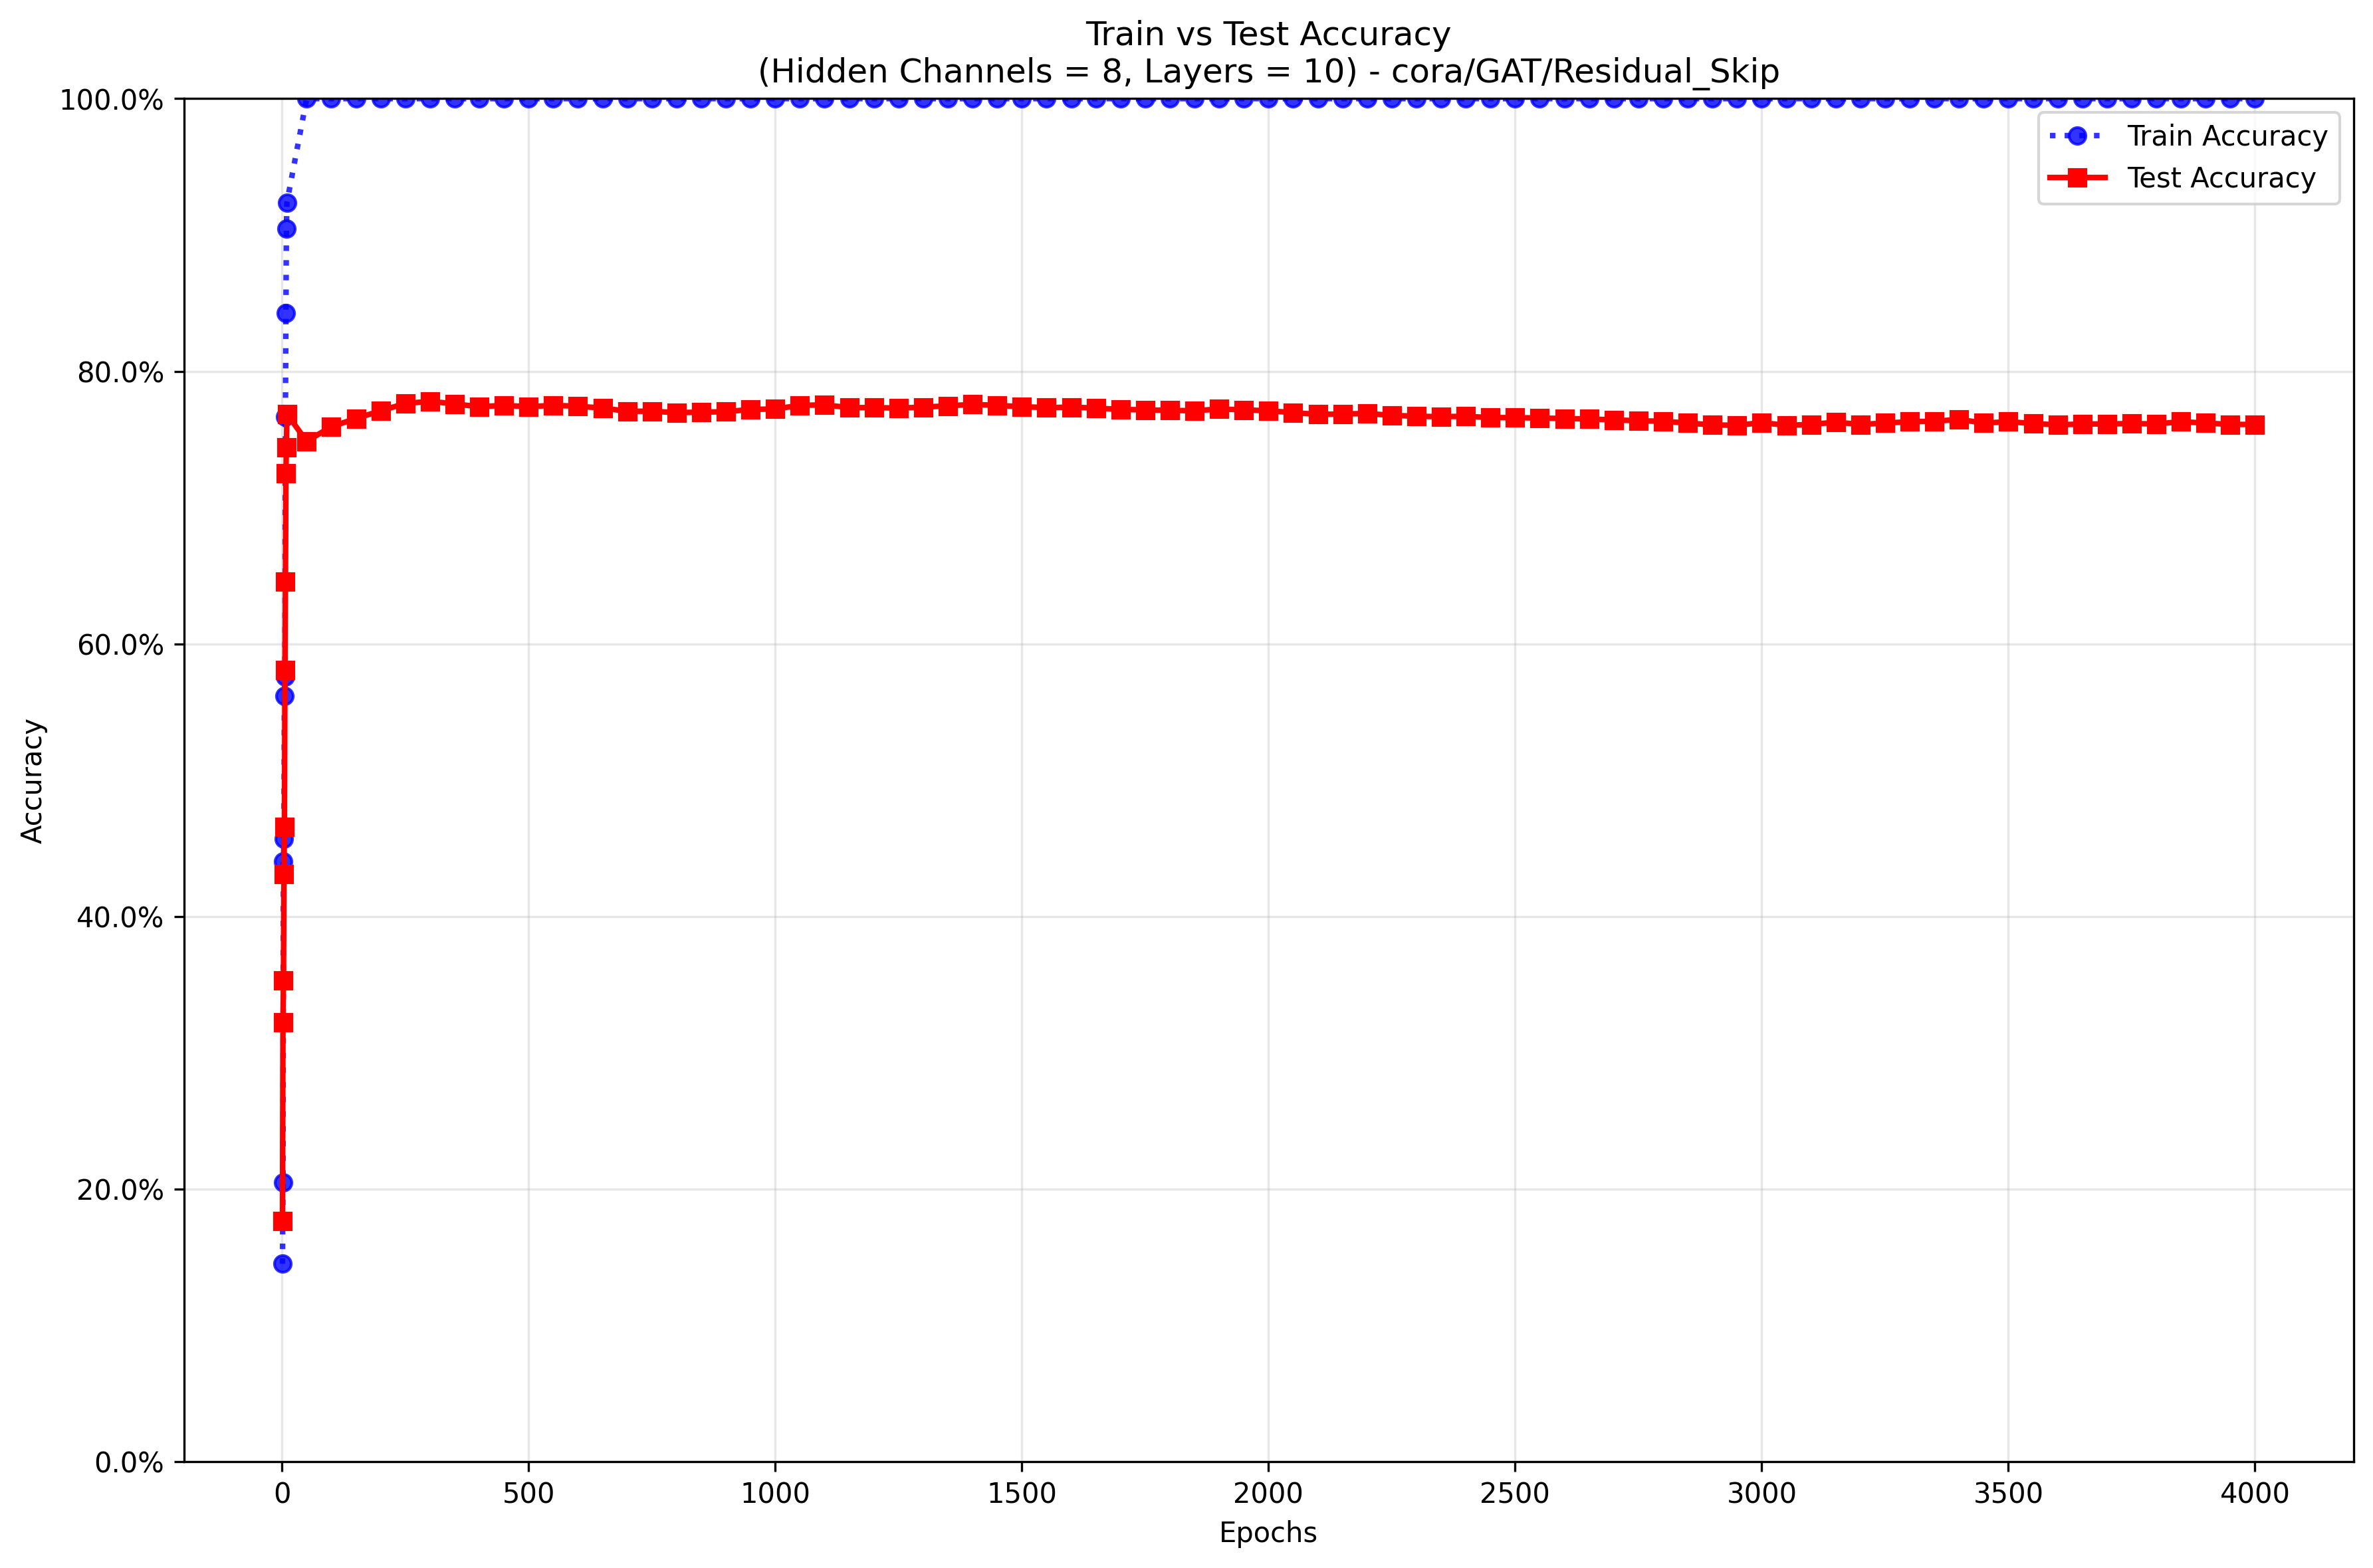 Train vs Test Accuracy
(Hidden Channels = 8, Layers = 10) - cora/GAT/Residual_Skip
100.0%
80.0%
60.0%
40.0%
20.0%
0.0%
Accuracy
Train Accuracy
Test Accuracy
0 500 1000 1500 2000 2500 3000 3500 4000
Epochs